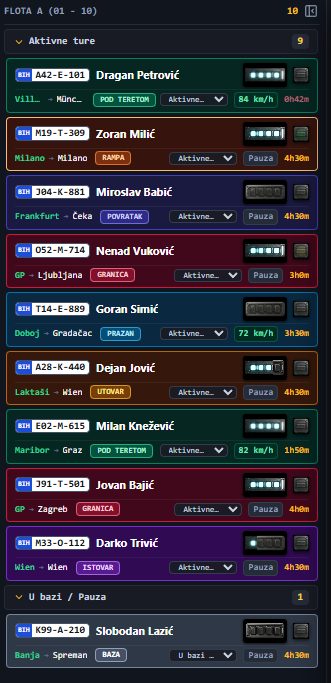 FLOTA A (01 - 10) 10
Aktivne ture 9
BIH A42-E-101 Dragan Petrović
Vill… → Münc… POD TERETOM Aktivne… 84 km/h 0h42m
BIH M19-T-309 Zoran Milić
Milano → Milano RAMPA Aktivne… Pauza 4h30m
BIH J04-K-881 Miroslav Babić
Frankfurt → Čeka POVRATAK Aktivne… Pauza 4h30m
BIH O52-M-714 Nenad Vuković
GP → Ljubljana GRANICA Aktivne… Pauza 3h0m
BIH T14-E-889 Goran Simić
Doboj → Gradačac PRAZAN Aktivne… 72 km/h 3h30m
BIH A28-K-440 Dejan Jović
Laktaši → Wien UTOVAR Aktivne… Pauza 4h30m
BIH E02-M-615 Milan Knežević
Maribor → Graz POD TERETOM Aktivne… 82 km/h 1h50m
BIH J91-T-501 Jovan Bajić
GP → Zagreb GRANICA Aktivne… Pauza 4h0m
BIH M33-O-112 Darko Trivić
Wien → Wien ISTOVAR Aktivne… Pauza 4h30m
U bazi / Pauza 1
BIH K99-A-210 Slobodan Lazić
Banja → Spreman BAZA U bazi … Pauza 4h30m